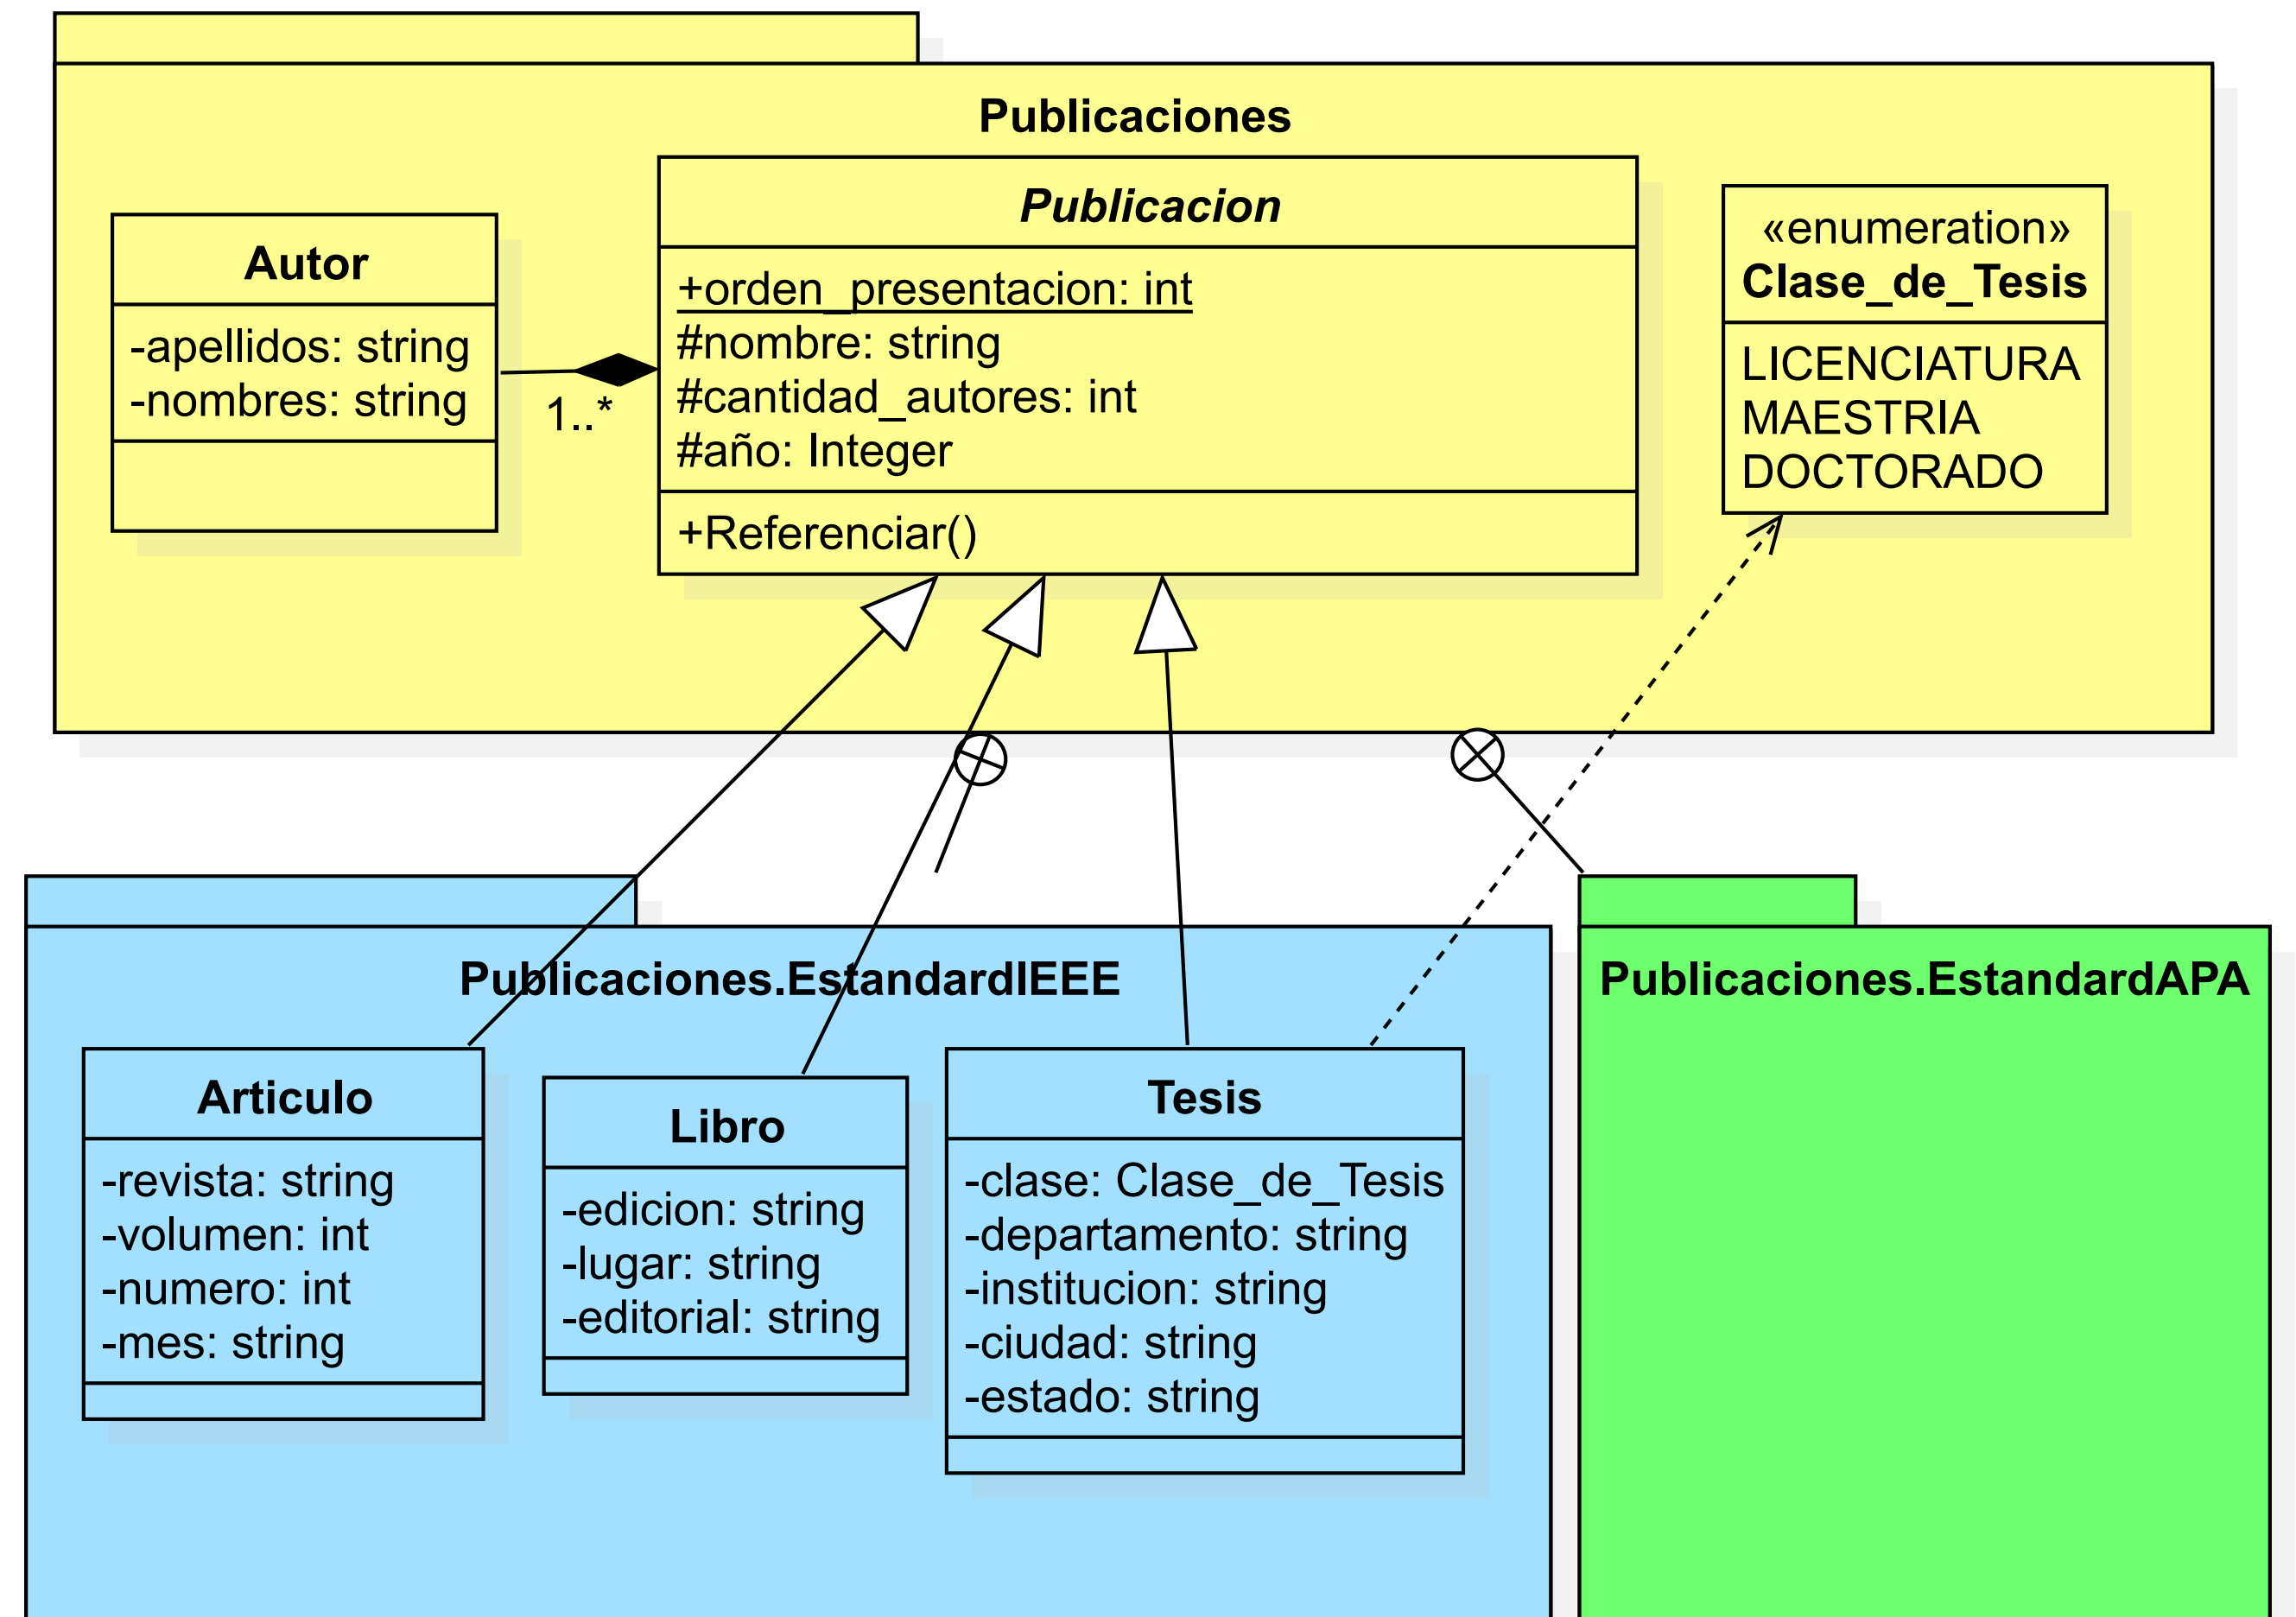 Publicaciones
Autor
-apellidos: string
-nombres: string
1..*
Publicacion
+orden_presentacion: int
#nombre: string
#cantidad_autores: int
#año: Integer
+Referenciar()
«enumeration»
Clase_de_Tesis
LICENCIATURA
MAESTRIA
DOCTORADO
Publicaciones.EstandardIEEE
Articulo
-revista: string
-volumen: int
-numero: int
-mes: string
Libro
-edicion: string
-lugar: string
-editorial: string
Tesis
-clase: Clase_de_Tesis
-departamento: string
-institucion: string
-ciudad: string
-estado: string
Publicaciones.EstandardAPA